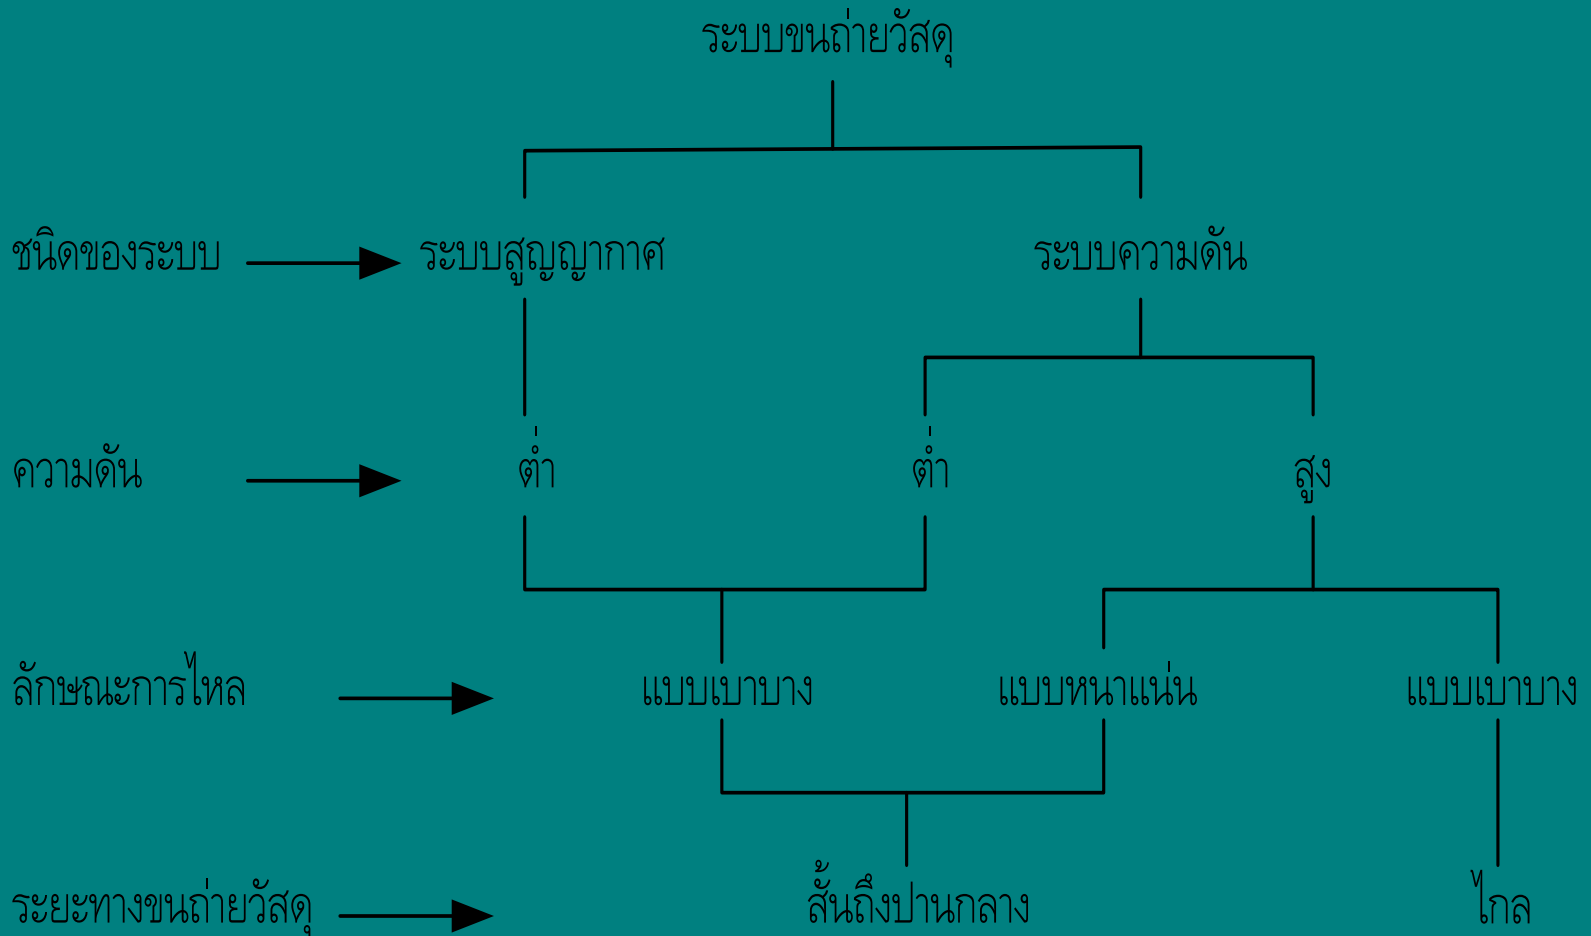 ระบบขนถ่ายวัสดุ
ชนิดของระบบ ระบบสูญญากาศ ระบบความดัน
ความดัน ต่ำ ต่ำ สูง
ลักษณะการไหล แบบเบาบาง แบบหนาแน่น แบบเบาบาง
ระยะทางขนถ่ายวัสดุ สั้นถึงปานกลาง ไกล